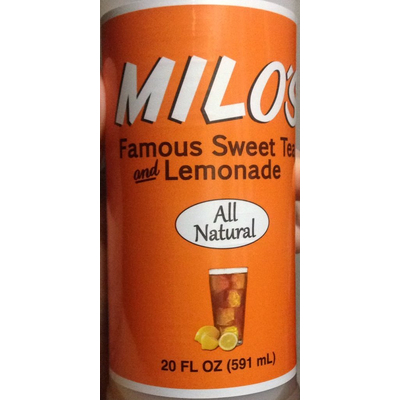 MILO'S
Famous Sweet Tea
and Lemonade
All
Natural
20 FL OZ (591 mL)